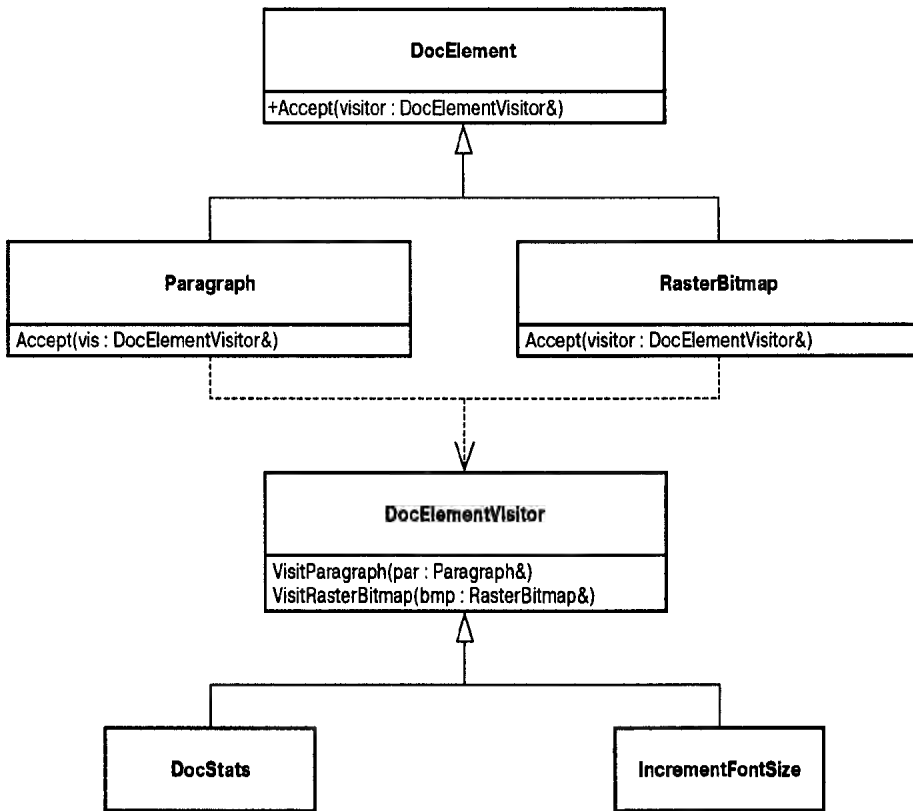 DocElement
+Accept(visitor : DocElementVisitor&)
Paragraph
Accept(vis : DocElementVisitor&)
RasterBitmap
Accept(visitor : DocElementVisitor&)
DocElementVisitor
VisitParagraph(par : Paragraph&)
VisitRasterBitmap(bmp : RasterBitmap&)
DocStats
IncrementFontSize